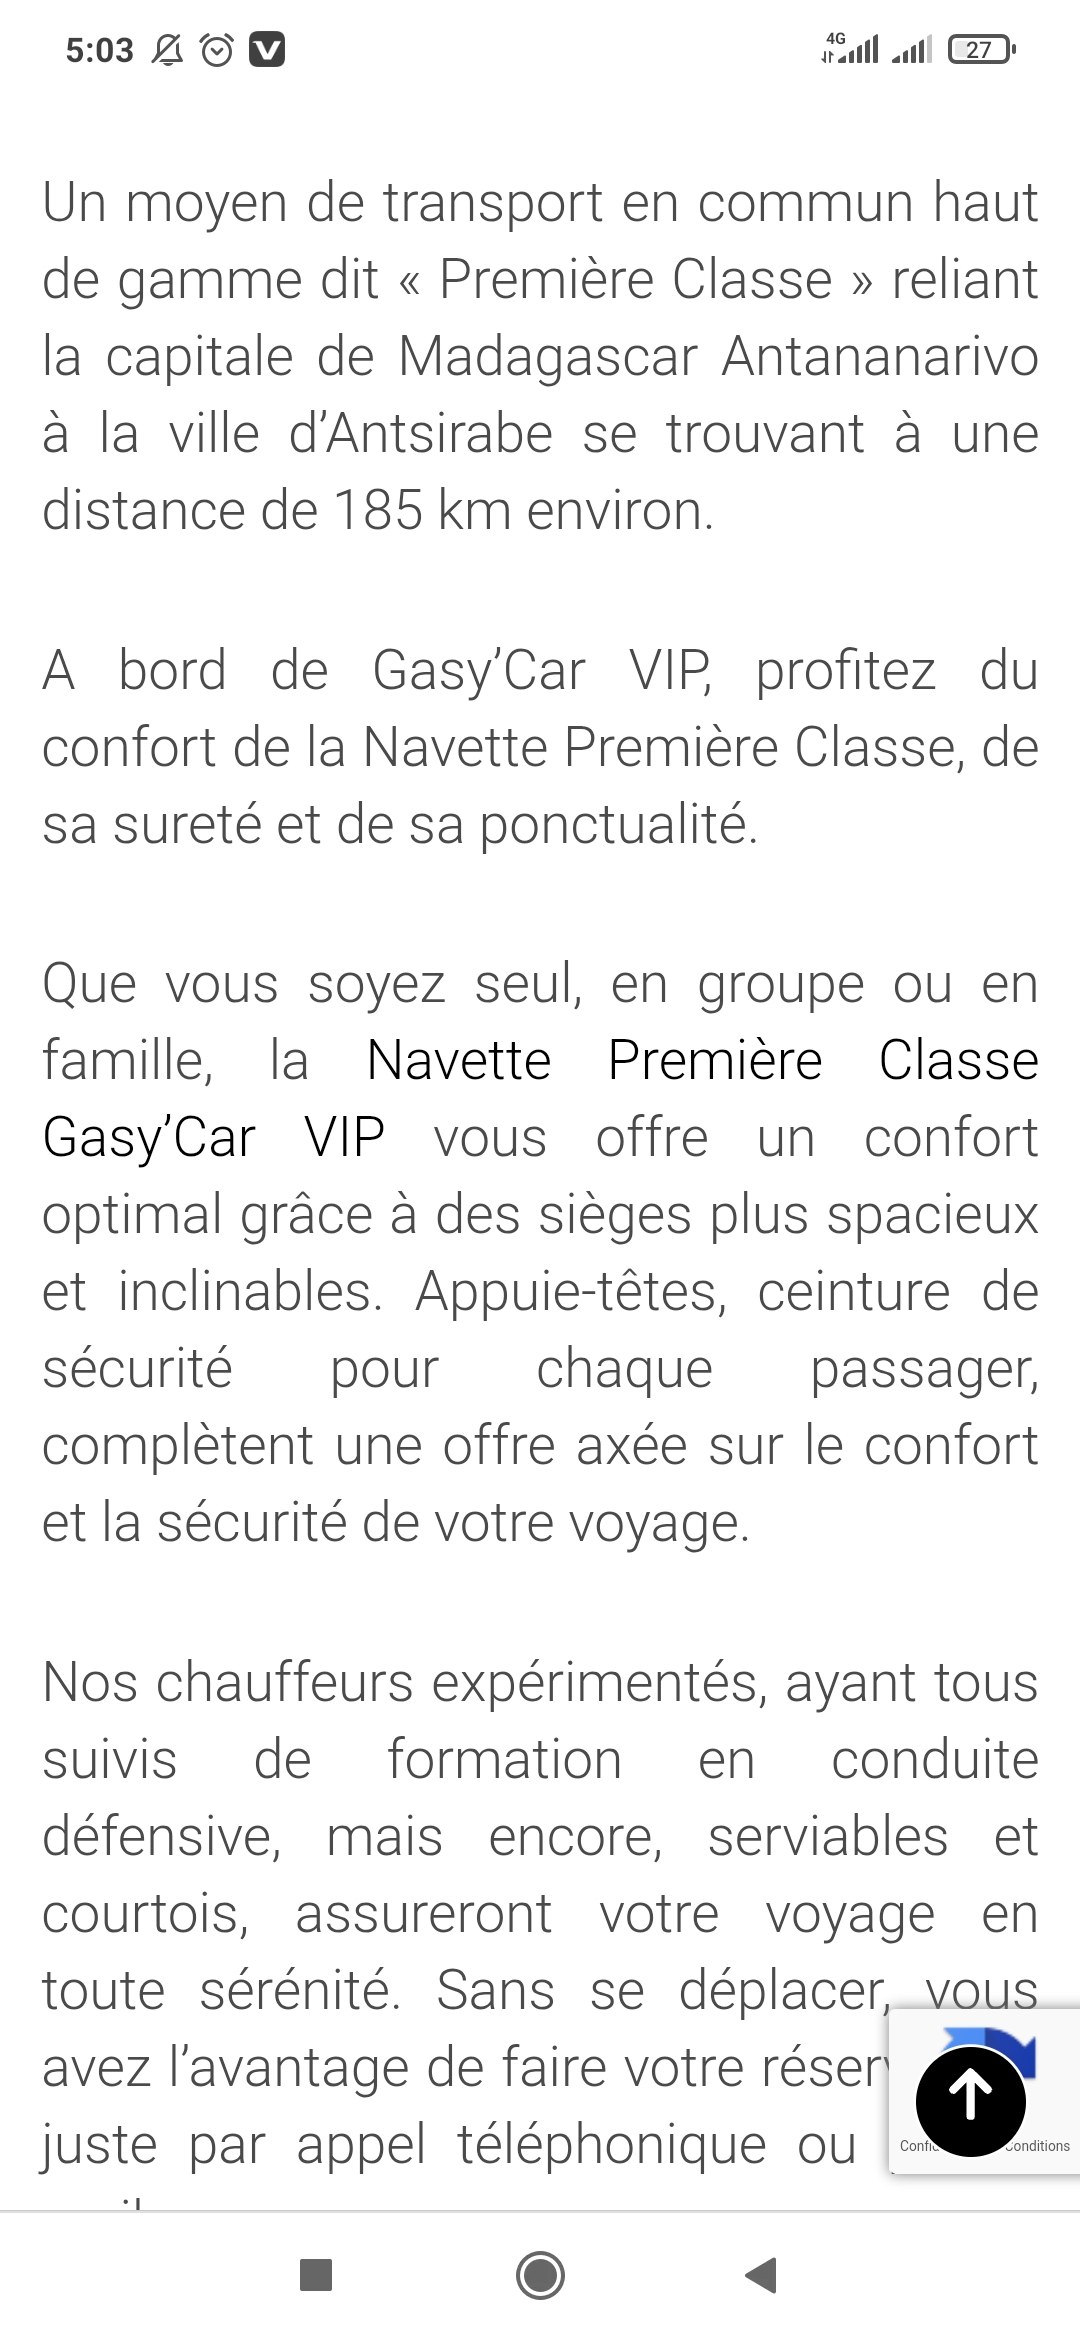 5:03
4G
27
Un moyen de transport en commun haut
de gamme dit « Première Classe » reliant
la capitale de Madagascar Antananarivo
à la ville d’Antsirabe se trouvant à une
distance de 185 km environ.
A bord de Gasy’Car VIP, profitez du
confort de la Navette Première Classe, de
sa sureté et de sa ponctualité.
Que vous soyez seul, en groupe ou en
famille, la Navette Première Classe
Gasy’Car VIP vous offre un confort
optimal grâce à des sièges plus spacieux
et inclinables. Appuie-têtes, ceinture de
sécurité pour chaque passager,
complètent une offre axée sur le confort
et la sécurité de votre voyage.
Nos chauffeurs expérimentés, ayant tous
suivis de formation en conduite
défensive, mais encore, serviables et
courtois, assureront votre voyage en
toute sérénité. Sans se déplacer, vous
avez l’avantage de faire votre
juste par appel téléphonique ou